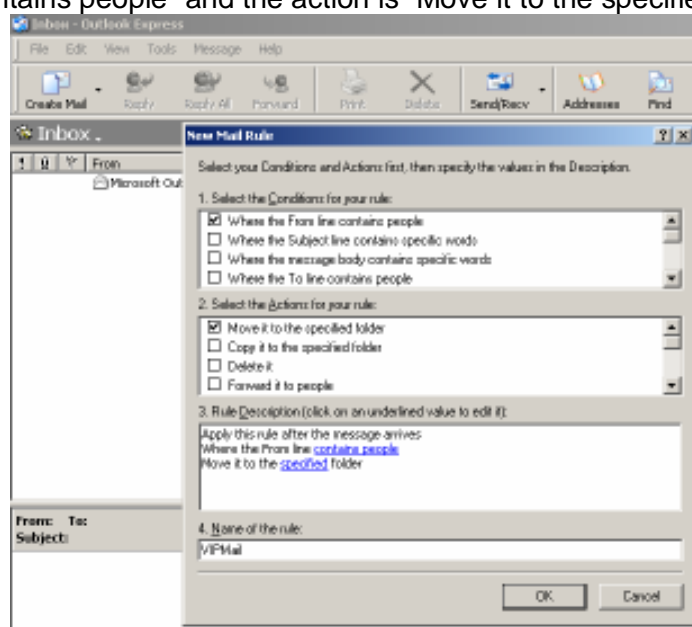 ntains people" and the action is "Move it to the specifie
Inbox - Outlook Express
File Edit View Tools Message Help
Create Mail Reply Reply All Forward Print Delete Send/Recv Addresses Find
Inbox
! From
Microsoft Out
New Mail Rule
Select your Conditions and Actions first, then specify the values in the Description.
1. Select the Conditions for your rule:
Where the From line contains people
Where the Subject line contains specific words
Where the message body contains specific words
Where the To line contains people
2. Select the Actions for your rule:
Move it to the specified folder
Copy it to the specified folder
Delete it
Forward it to people
3. Rule Description (click on an underlined value to edit it):
Apply this rule after the message arrives
Where the From line contains people
Move it to the specified folder
4. Name of the rule:
VIPMail
OK Cancel
From: To:
Subject: